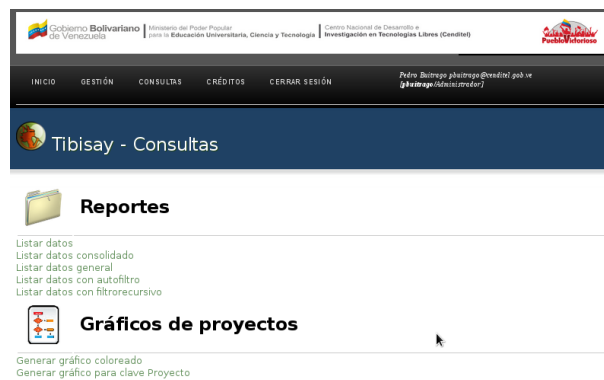 Gobierno Bolivariano de Venezuela
Ministerio del Poder Popular
para la Educación Universitaria, Ciencia y Tecnología
Centro Nacional de Desarrollo e
Investigación en Tecnologías Libres (Cenditel)
PuebloVictorioso
INICIO GESTIÓN CONSULTAS CRÉDITOS CERRAR SESIÓN
Pedro Buitrago pbuitrago@cenditel.gob.ve
[pbuitrago/Administrador]
Tibisay - Consultas
Reportes
Listar datos
Listar datos consolidado
Listar datos general
Listar datos con autofiltro
Listar datos con filtrorecursivo
Gráficos de proyectos
Generar gráfico coloreado
Generar gráfico para clave Proyecto